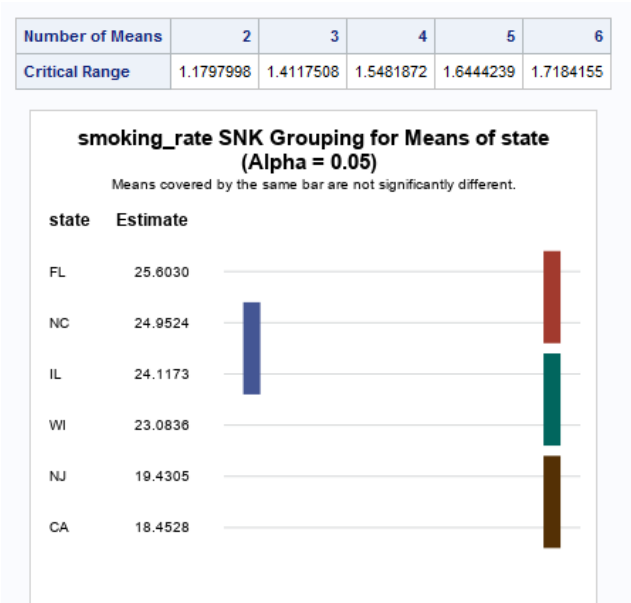 Number of Means 2 3 4 5 6
Critical Range 1.1797998 1.4117508 1.5481872 1.6444239 1.7184155
smoking_rate SNK Grouping for Means of state
(Alpha = 0.05)
Means covered by the same bar are not significantly different.
state Estimate
FL 25.6030
NC 24.9524
IL 24.1173
WI 23.0836
NJ 19.4305
CA 18.4528